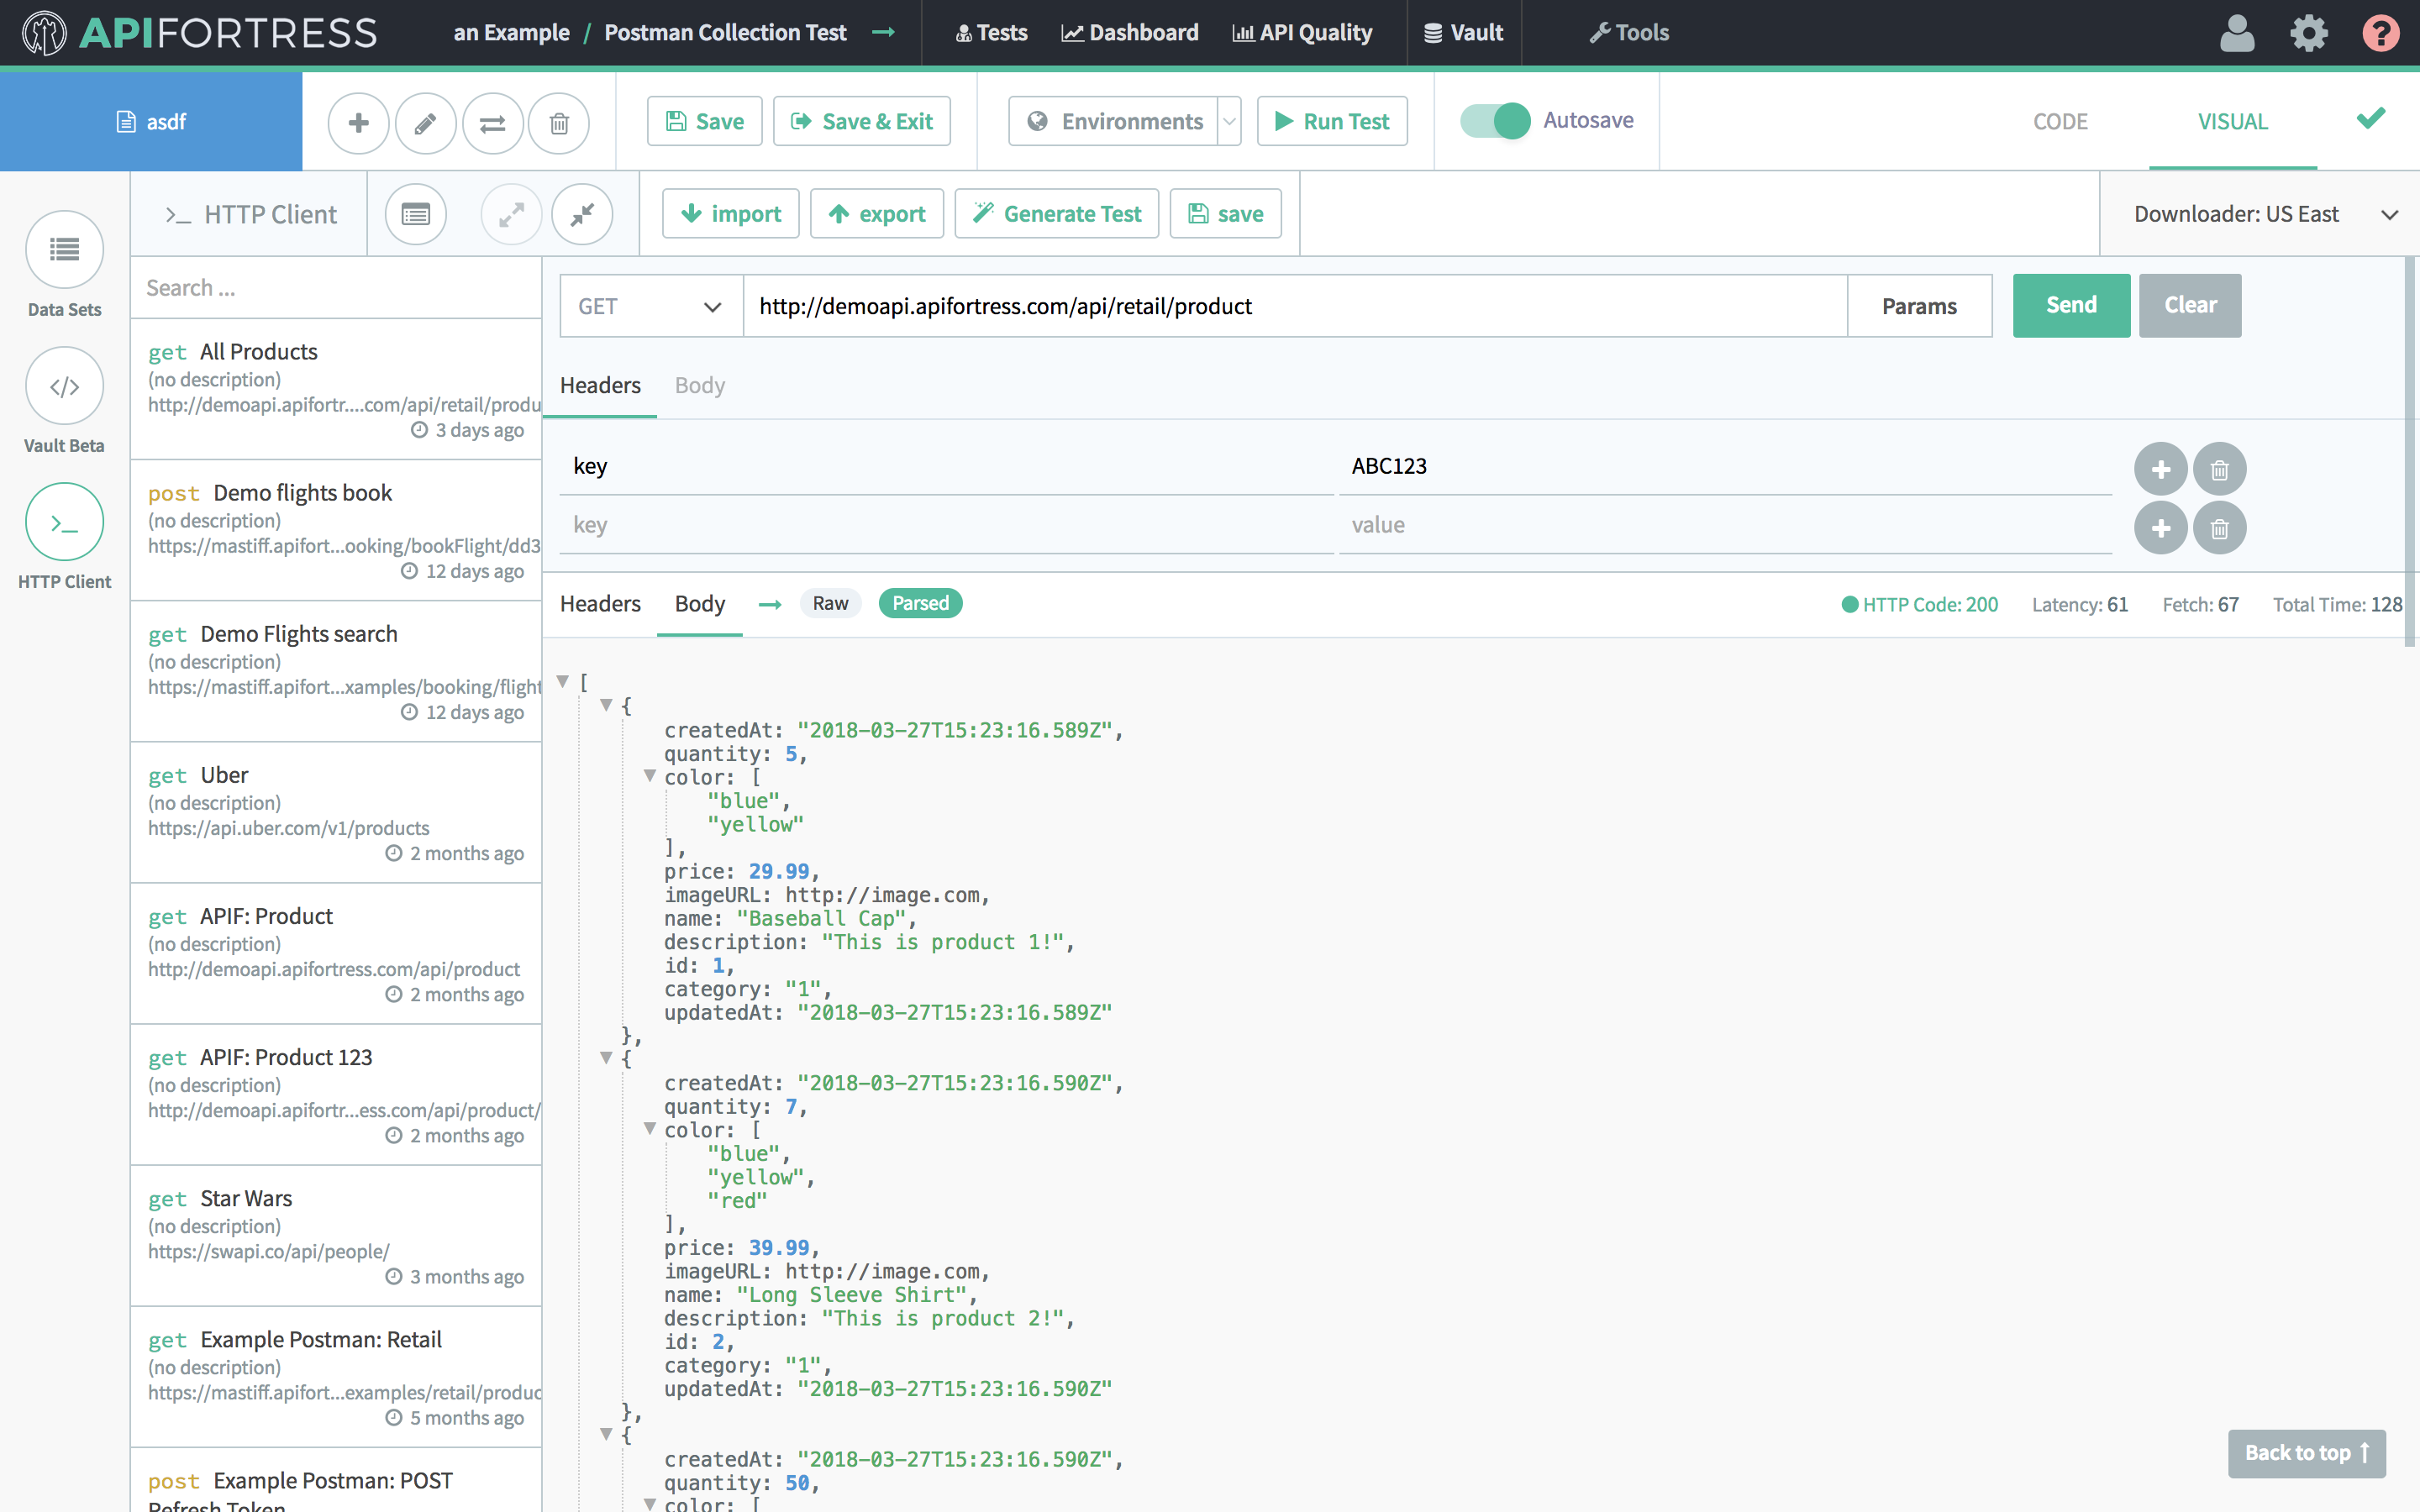 APIFORTRESS
an Example / Postman Collection Test → Tests Dashboard API Quality Vault Tools ?
asdf Save Save & Exit Environments Run Test Autosave CODE VISUAL
>_ HTTP Client import export Generate Test save Downloader: US East
Data Sets
Vault Beta
HTTP Client
Search ...
get All Products
(no description)
http://demoapi.apifortr....com/api/retail/produ
3 days ago
post Demo flights book
(no description)
https://mastiff.apifort...ooking/bookFlight/dd3
12 days ago
get Demo Flights search
(no description)
https://mastiff.apifort...xamples/booking/flight
12 days ago
get Uber
(no description)
https://api.uber.com/v1/products
2 months ago
get APIF: Product
(no description)
http://demoapi.apifortress.com/api/product
2 months ago
get APIF: Product 123
(no description)
http://demoapi.apifortr...ess.com/api/product/
2 months ago
get Star Wars
(no description)
https://swapi.co/api/people/
3 months ago
get Example Postman: Retail
(no description)
https://mastiff.apifort...examples/retail/produc
5 months ago
post Example Postman: POST
Refresh Token
GET http://demoapi.apifortress.com/api/retail/product Params Send Clear
Headers Body
key ABC123
key value
Headers Body → Raw Parsed HTTP Code: 200 Latency: 61 Fetch: 67 Total Time: 128
[
{
createdAt: "2018-03-27T15:23:16.589Z",
quantity: 5,
color: [
"blue",
"yellow"
],
price: 29.99,
imageURL: http://image.com,
name: "Baseball Cap",
description: "This is product 1!",
id: 1,
category: "1",
updatedAt: "2018-03-27T15:23:16.589Z"
},
{
createdAt: "2018-03-27T15:23:16.590Z",
quantity: 7,
color: [
"blue",
"yellow",
"red"
],
price: 39.99,
imageURL: http://image.com,
name: "Long Sleeve Shirt",
description: "This is product 2!",
id: 2,
category: "1",
updatedAt: "2018-03-27T15:23:16.590Z"
},
{
createdAt: "2018-03-27T15:23:16.590Z",
quantity: 50,
color: [
Back to top ↑